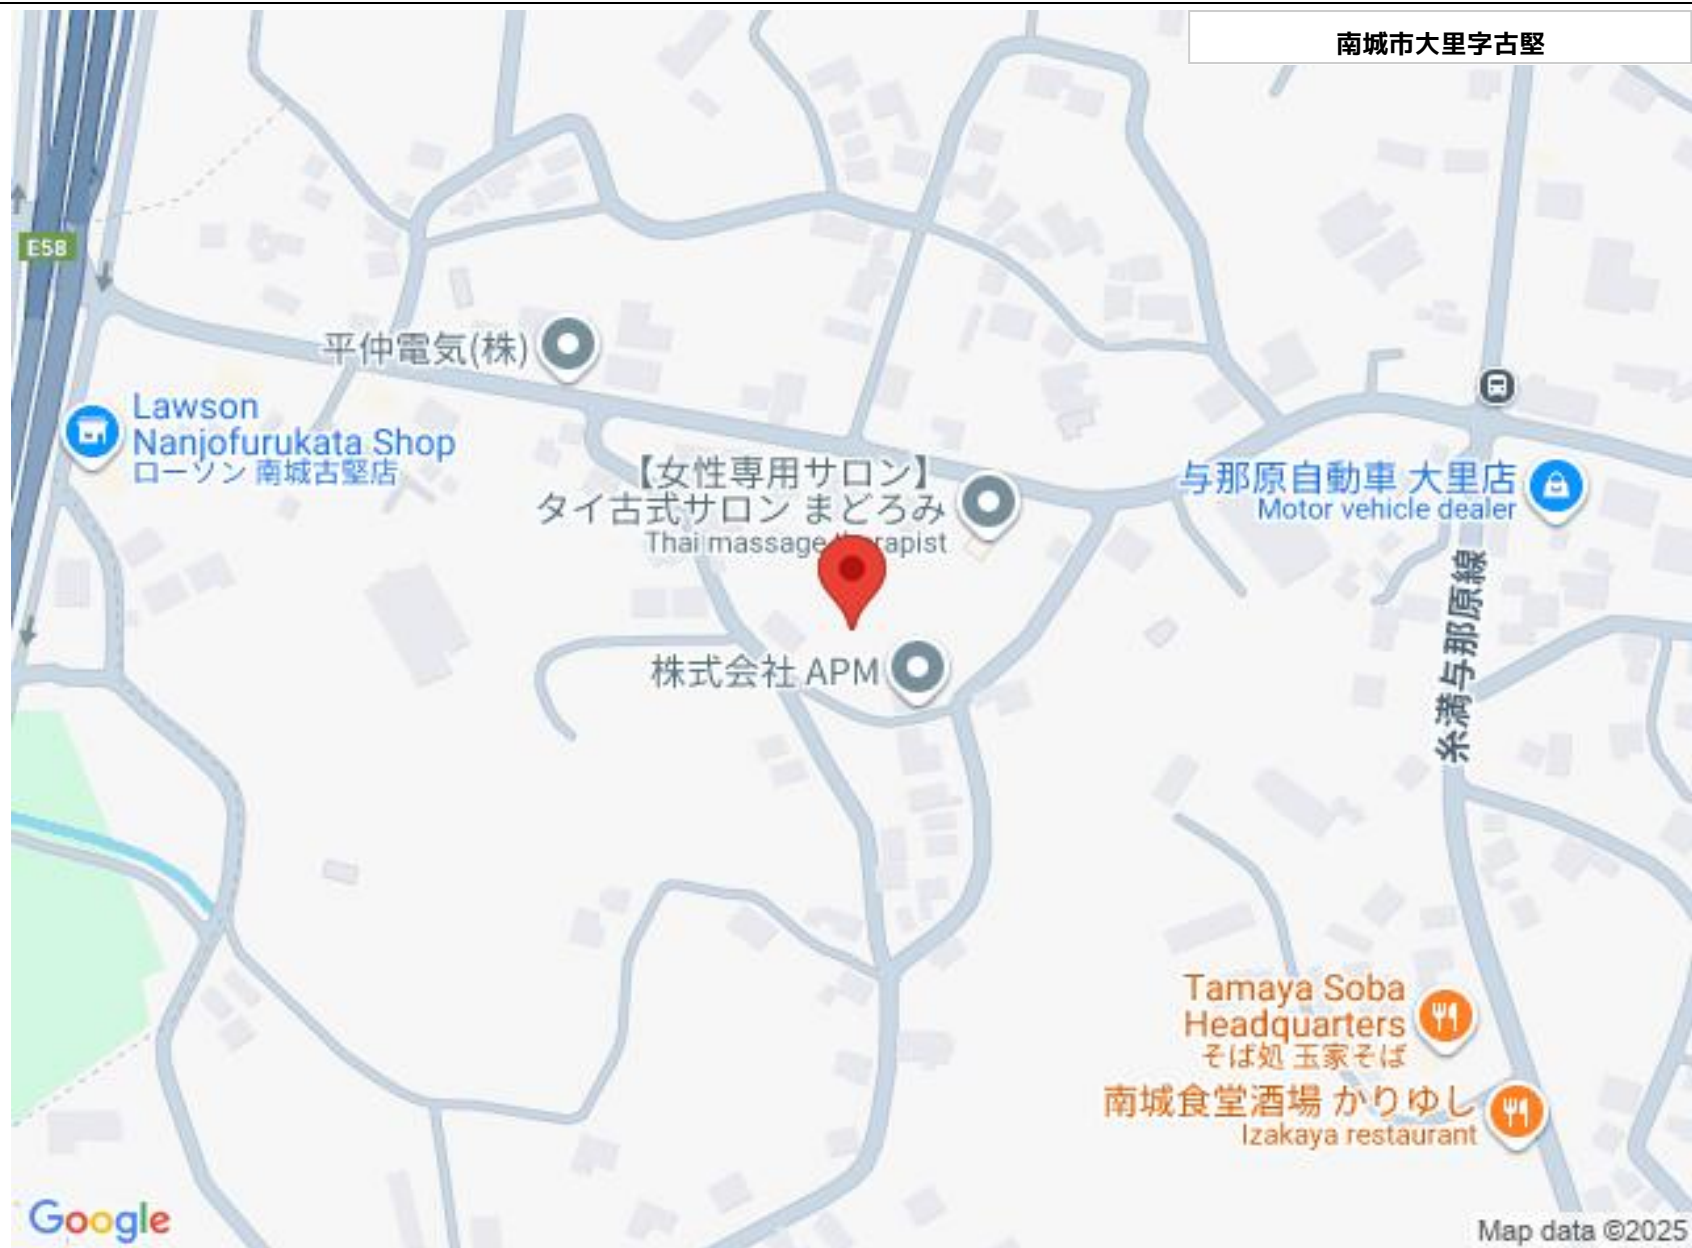 南城市大里字古堅
E58
平仲電気(株)
Lawson
Nanjofurukata Shop
ローソン 南城古堅店
【女性専用サロン】
タイ古式サロン まどろみ
Thai massage therapist
与那原自動車 大里店
Motor vehicle dealer
糸満与那原線
株式会社 APM
Tamaya Soba
Headquarters
そば処 玉家そば
南城食堂酒場 かりゆし
Izakaya restaurant
Google
Map data ©2025